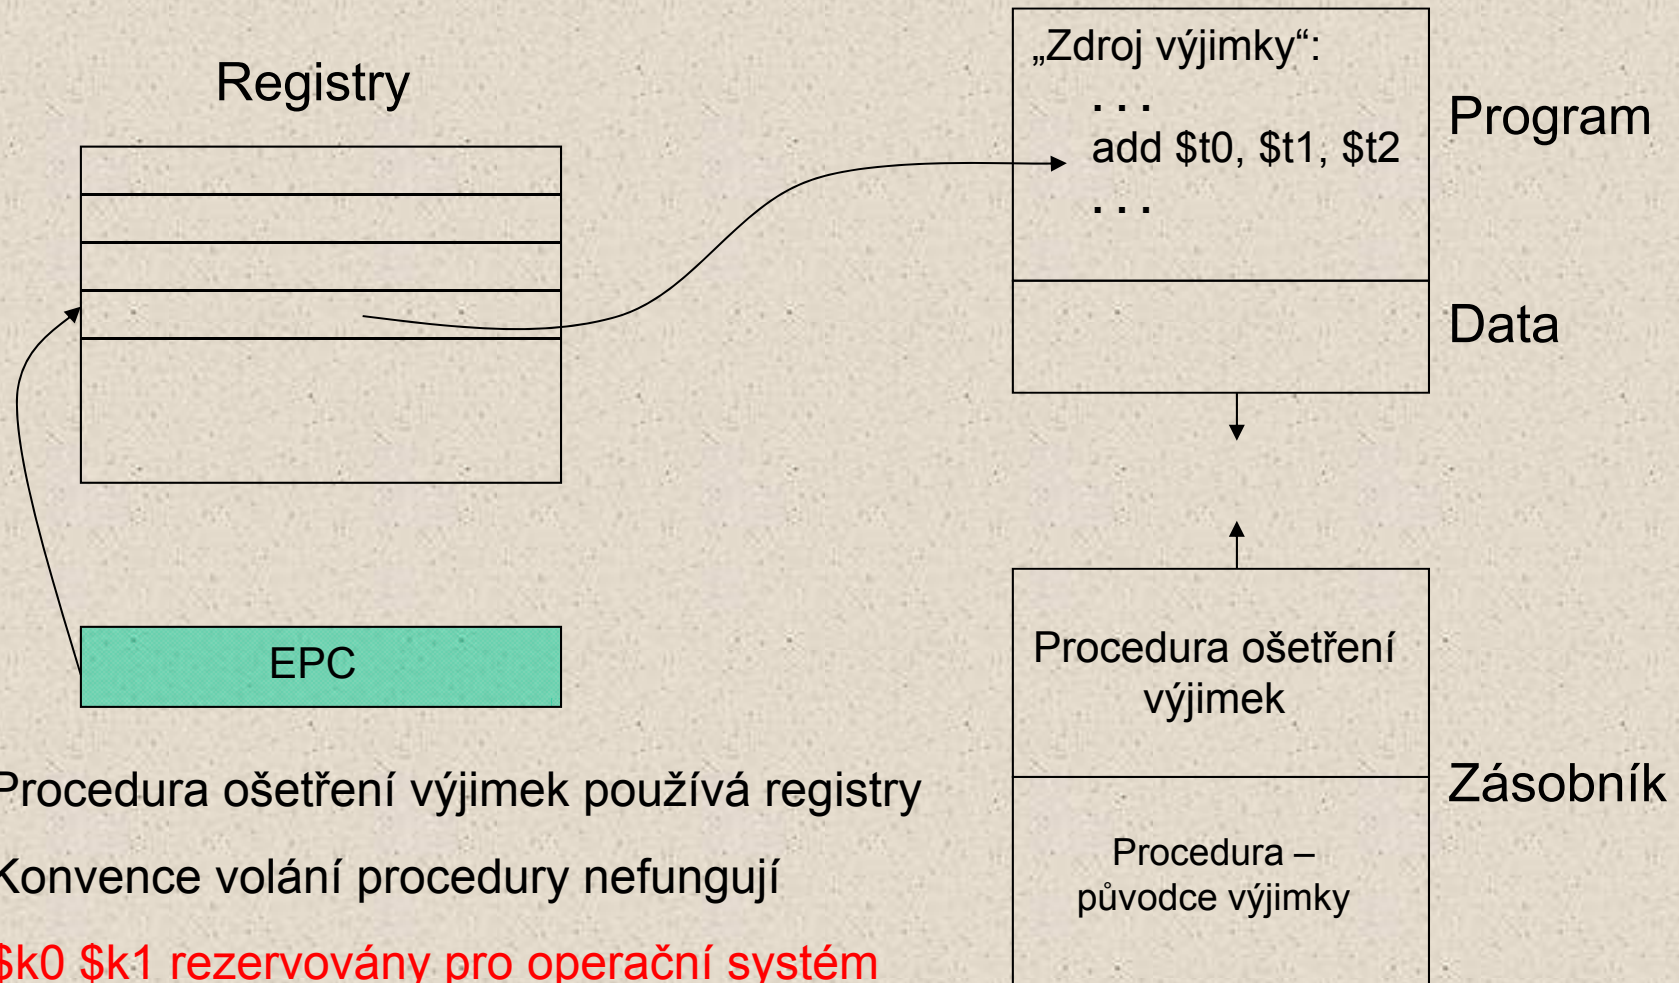 Registry
„Zdroj výjimky“:
. . .
add $t0, $t1, $t2
. . .
Program
Data
EPC
Procedura ošetření
výjimek
Zásobník
Procedura –
původce výjimky
Procedura ošetření výjimek používá registry
Konvence volání procedury nefungují
$k0 $k1 rezervovány pro operační systém